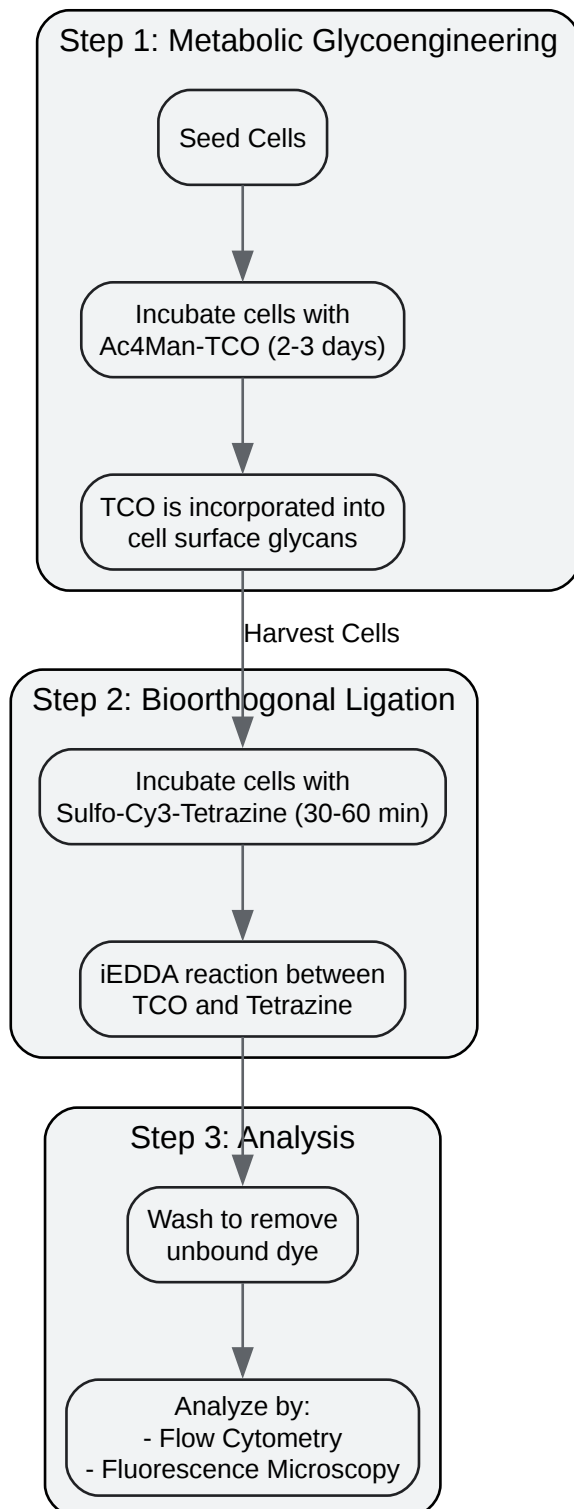 Step 1: Metabolic Glycoengineering
Seed Cells
Incubate cells with
Ac4Man-TCO (2-3 days)
TCO is incorporated into
cell surface glycans
Harvest Cells
Step 2: Bioorthogonal Ligation
Incubate cells with
Sulfo-Cy3-Tetrazine (30-60 min)
iEDDA reaction between
TCO and Tetrazine
Step 3: Analysis
Wash to remove
unbound dye
Analyze by:
- Flow Cytometry
- Fluorescence Microscopy